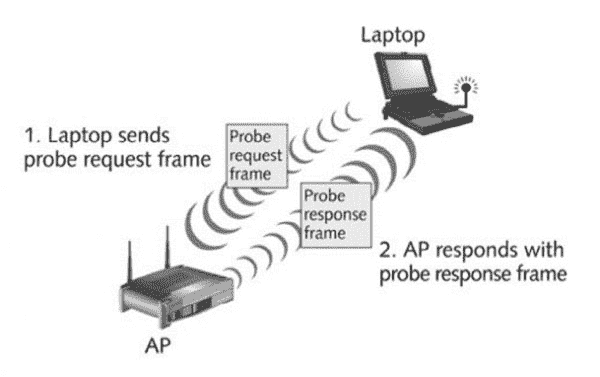 Laptop
1. Laptop sends
probe request frame
Probe
request
frame
Probe
response
frame
2. AP responds with
probe response frame
AP